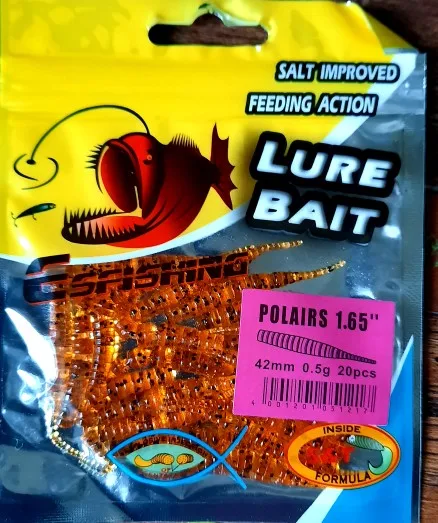 SALT IMPROVED
FEEDING ACTION
LURE
BAIT
ESFISHING
POLAIRS 1.65"
42mm 0.5g 20pcs
INSIDE
FORMULA